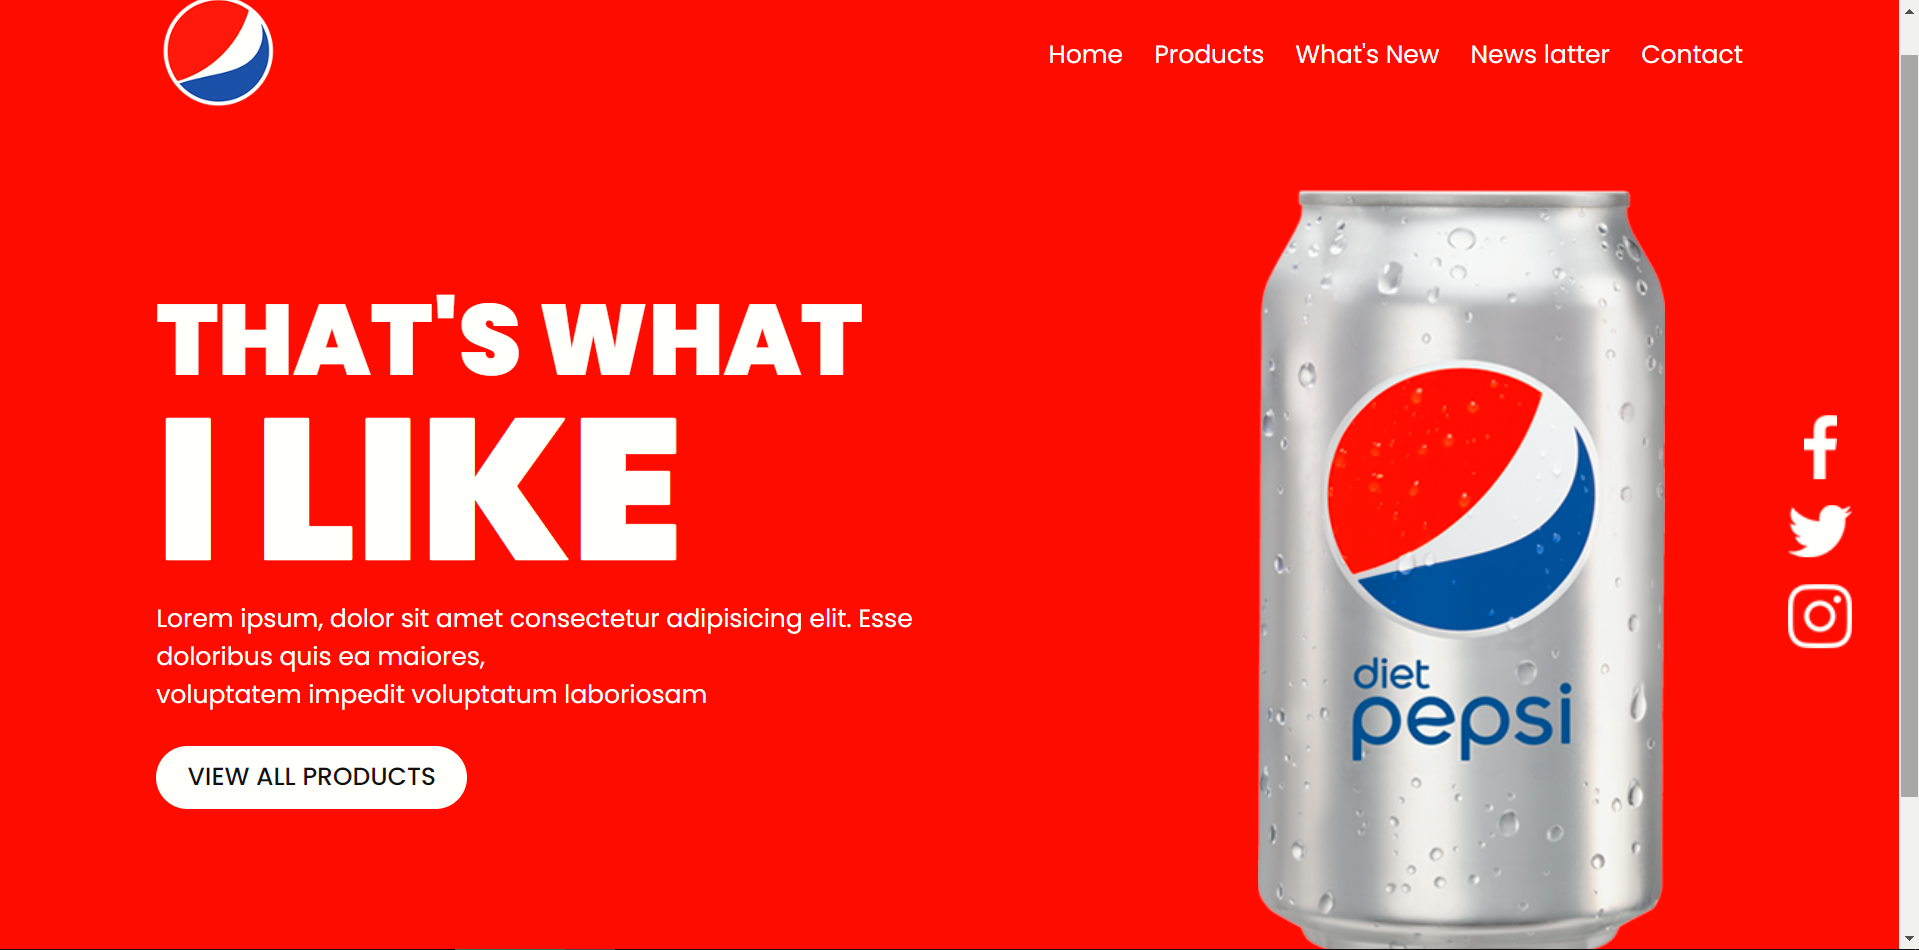 Home Products What's New News latter Contact
THAT'S WHAT
I LIKE
Lorem ipsum, dolor sit amet consectetur adipisicing elit. Esse
doloribus quis ea maiores,
voluptatem impedit voluptatum laboriosam
VIEW ALL PRODUCTS
diet
pepsi